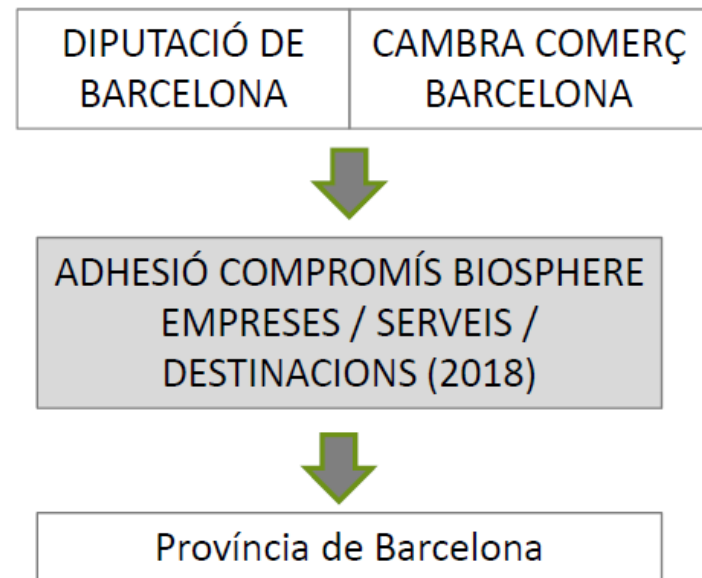 DIPUTACIÓ DE
BARCELONA
CAMBRA COMERÇ
BARCELONA
ADHESIÓ COMPROMÍS BIOSPHERE
EMPRESES / SERVEIS /
DESTINACIONS (2018)
Província de Barcelona